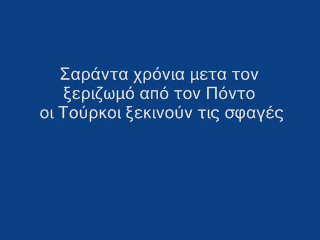 Σαράντα χρόνια μετα τον
ξεριζωμό από τον Πόντο
οι Τούρκοι ξεκινούν τις σφαγές